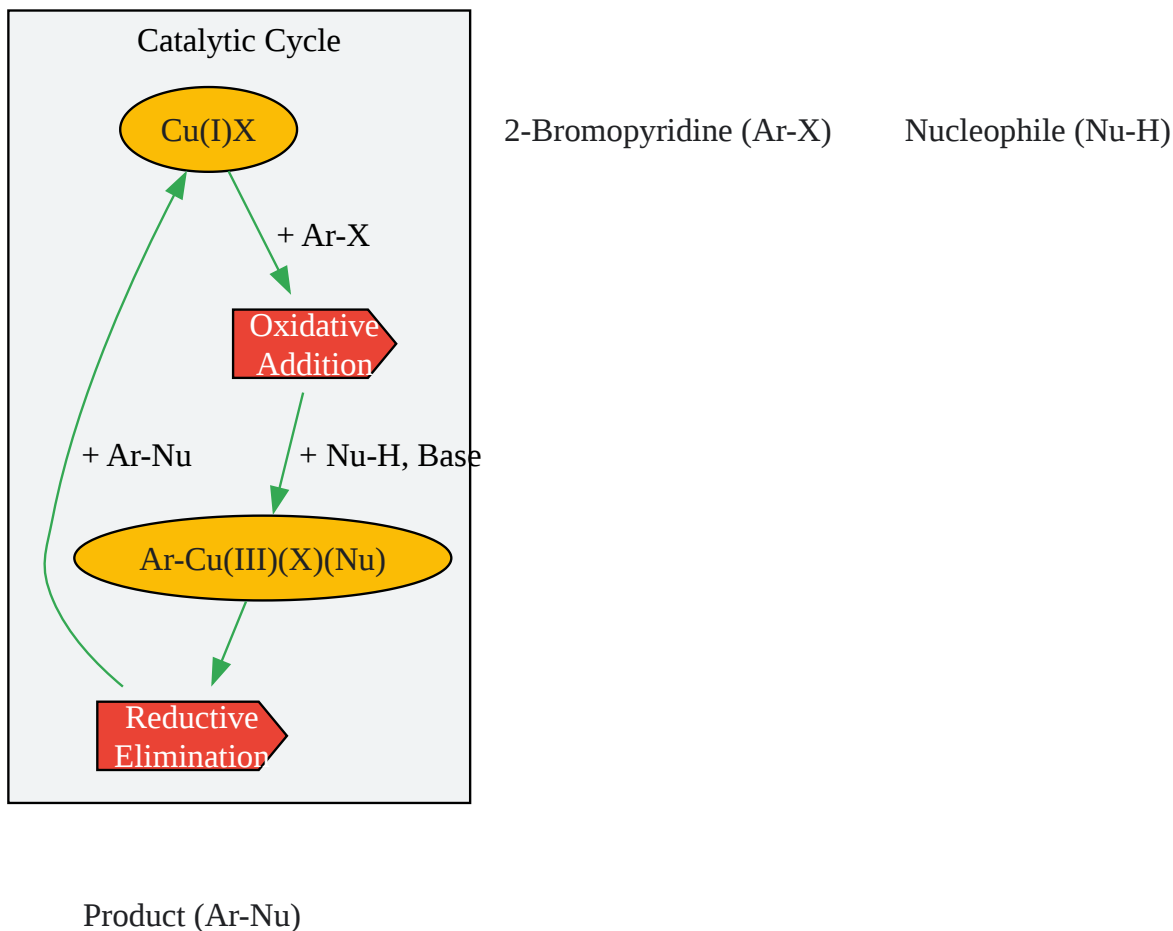 Catalytic Cycle
Cu(I)X
2-Bromopyridine (Ar-X)
Nucleophile (Nu-H)
+ Ar-X
Oxidative
Addition
+ Ar-Nu
+ Nu-H, Base
Ar-Cu(III)(X)(Nu)
Reductive
Elimination
Product (Ar-Nu)